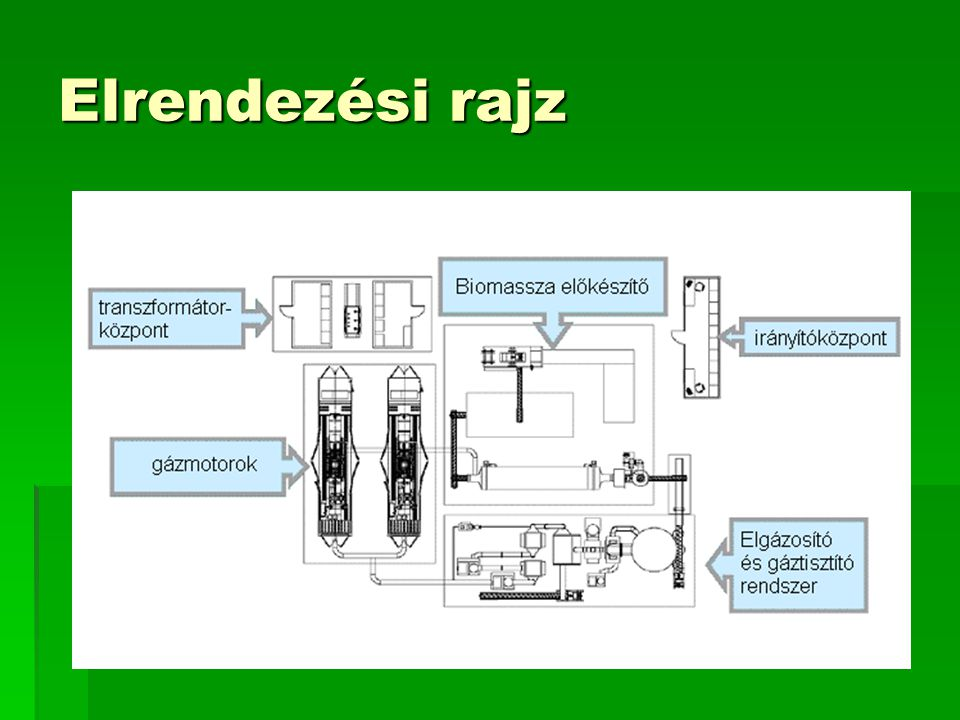 Elrendezési rajz
transzformátor-
központ
Biomassza előkészítő
irányítóközpont
gázmotorok
Elgázosító
és gáztisztító
rendszer